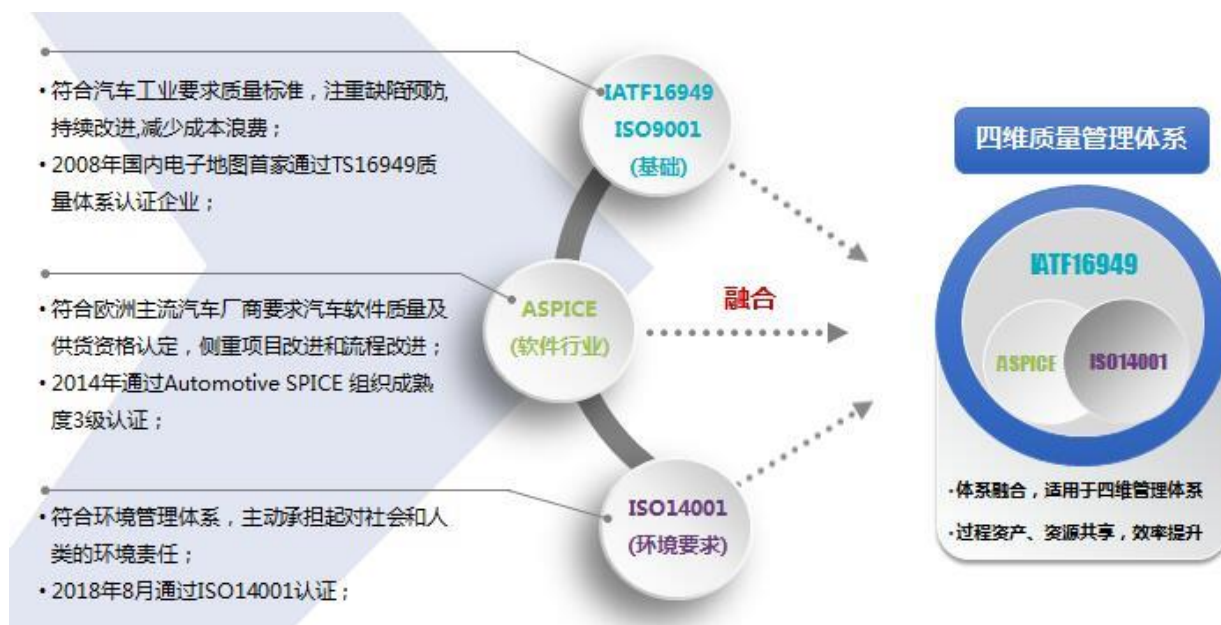 • 符合汽车工业要求质量标准，注重缺陷预防,
持续改进,减少成本浪费；
• 2008年国内电子地图首家通过TS16949质
量体系认证企业；
IATF16949
ISO9001
(基础)
• 符合欧洲主流汽车厂商要求汽车软件质量及
供货资格认定，侧重项目改进和流程改进；
• 2014年通过Automotive SPICE 组织成熟
度3级认证；
ASPICE
(软件行业)
• 符合环境管理体系，主动承担起对社会和人
类的环境责任；
• 2018年8月通过ISO14001认证；
ISO14001
(环境要求)
融合
四维质量管理体系
IATF16949
ASPICE
ISO14001
·体系融合，适用于四维管理体系
·过程资产、资源共享，效率提升